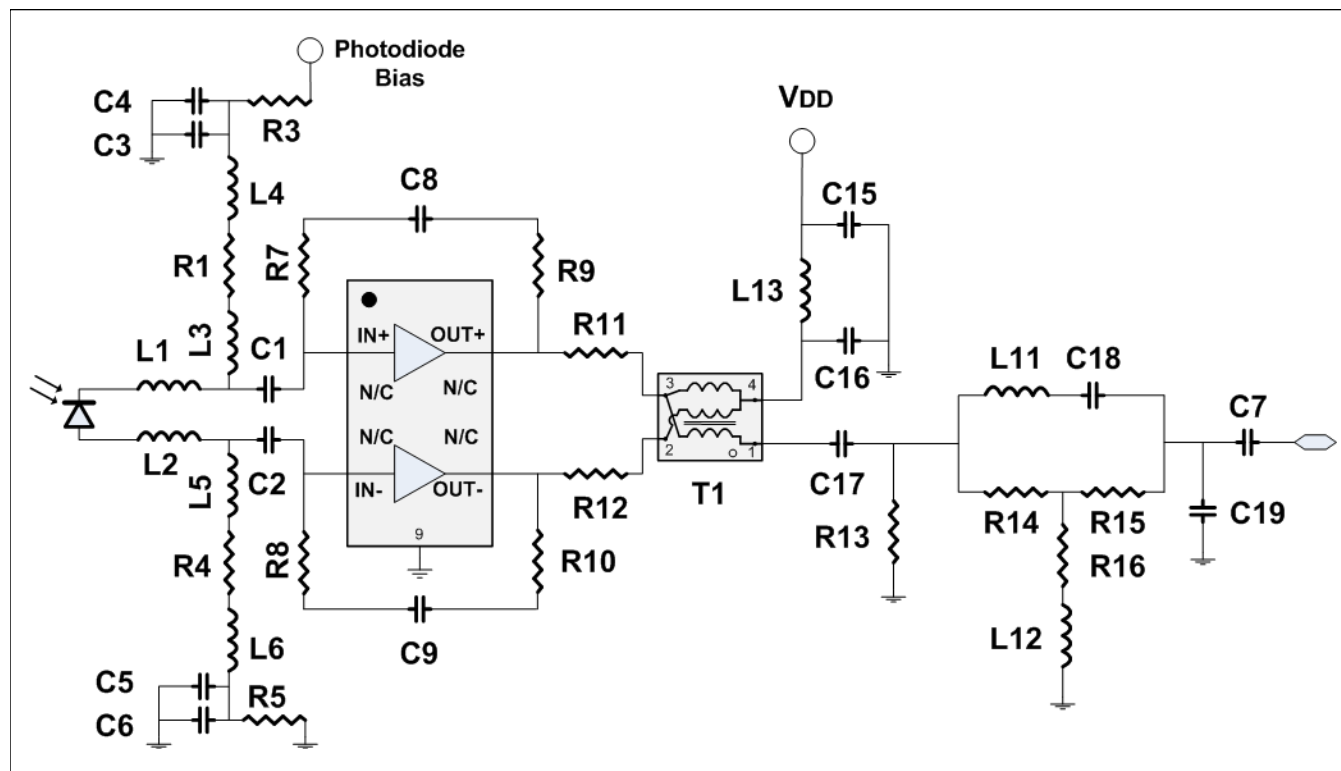 Photodiode
Bias
C4
C3
R3
VDD
L4
C8
C15
R1
R7
R9
L13
L3
L1
C1
IN+
OUT+
R11
C16
L11
C18
N/C
N/C
3
4
C7
N/C
N/C
2
1
L2
L5
C2
IN-
OUT-
R12
T1
C17
R14
R15
C19
R13
R4
R8
9
R10
R16
L6
C9
L12
C5
R5
C6